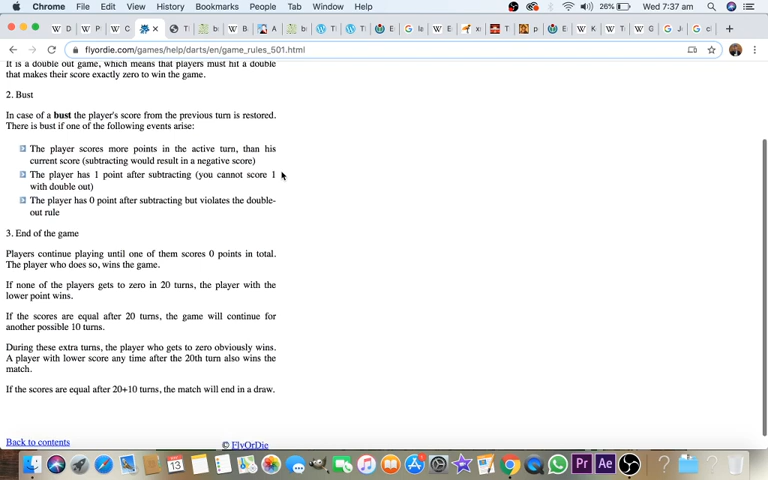 Chrome File Edit View History Bookmarks People Tab Window Help 26% Wed 7:37 am
flyordie.com/games/help/darts/en/game_rules_501.html
It is a double out game, which means that players must hit a double
that makes their score exactly zero to win the game.
2. Bust
In case of a bust the player's score from the previous turn is restored.
There is bust if one of the following events arise:
The player scores more points in the active turn, than his
current score (subtracting would result in a negative score)
The player has 1 point after subtracting (you cannot score 1
with double out)
The player has 0 point after subtracting but violates the double-
out rule
3. End of the game
Players continue playing until one of them scores 0 points in total.
The player who does so, wins the game.
If none of the players gets to zero in 20 turns, the player with the
lower point wins.
If the scores are equal after 20 turns, the game will continue for
another possible 10 turns.
During these extra turns, the player who gets to zero obviously wins.
A player with lower score any time after the 20th turn also wins the
match.
If the scores are equal after 20+10 turns, the match will end in a draw.
Back to contents © FlyOrDie
Pr Ae